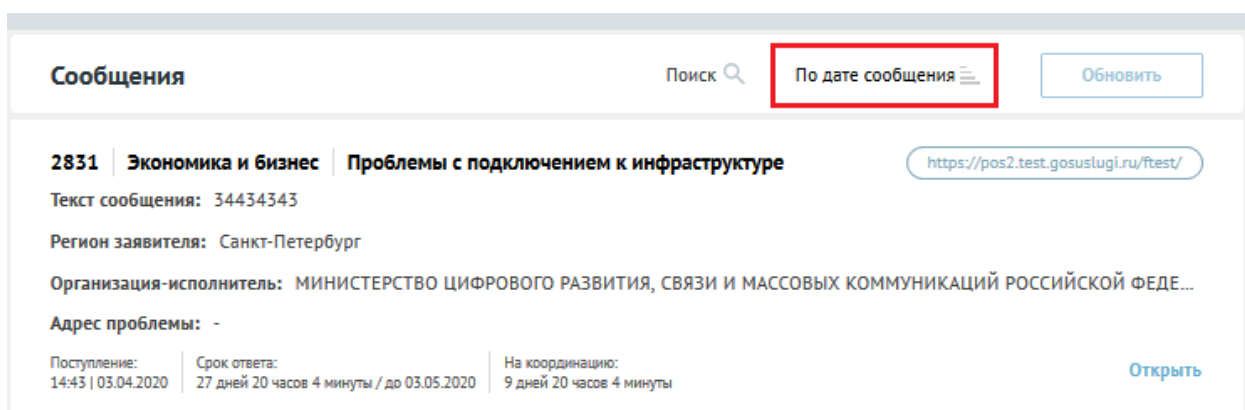 Сообщения
Поиск
По дате сообщения
Обновить
2831 Экономика и бизнес Проблемы с подключением к инфраструктуре
https://pos2.test.gosuslugi.ru/ftest/
Текст сообщения: 34434343
Регион заявителя: Санкт-Петербург
Организация-исполнитель: МИНИСТЕРСТВО ЦИФРОВОГО РАЗВИТИЯ, СВЯЗИ И МАССОВЫХ КОММУНИКАЦИЙ РОССИЙСКОЙ ФЕДЕ...
Адрес проблемы: -
Поступление:
14:43 | 03.04.2020
Срок ответа:
27 дней 20 часов 4 минуты / до 03.05.2020
На координацию:
9 дней 20 часов 4 минуты
Открыть